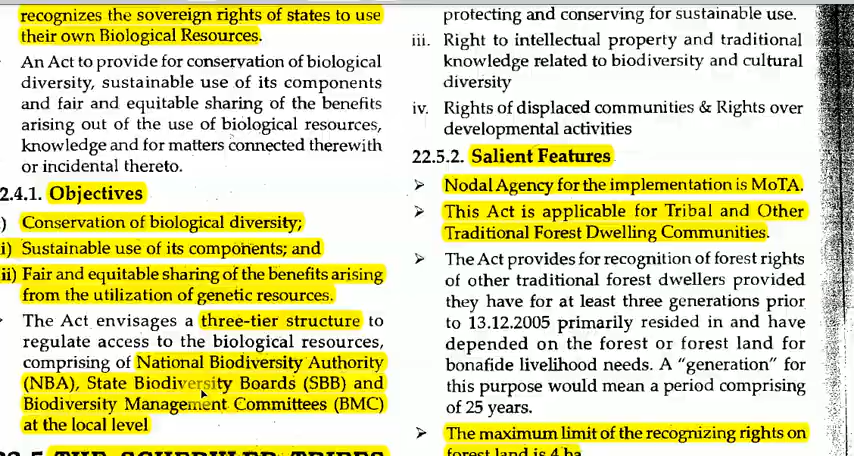 recognizes the sovereign rights of states to use
their own Biological Resources.
An Act to provide for conservation of biological
diversity, sustainable use of its components
and fair and equitable sharing of the benefits
arising out of the use of biological resources,
knowledge and for matters connected therewith
or incidental thereto.
2.4.1. Objectives
) Conservation of biological diversity;
i) Sustainable use of its components; and
ii) Fair and equitable sharing of the benefits arising
from the utilization of genetic resources.
The Act envisages a three-tier structure to
regulate access to the biological resources,
comprising of National Biodiversity Authority
(NBA), State Biodiversity Boards (SBB) and
Biodiversity Management Committees (BMC)
at the local level
THE SCHEDULED TRIBES
protecting and conserving for sustainable use.
iii. Right to intellectual property and traditional
knowledge related to biodiversity and cultural
diversity
iv. Rights of displaced communities & Rights over
developmental activities
22.5.2. Salient Features
➢ Nodal Agency for the implementation is MoTA.
➢ This Act is applicable for Tribal and Other
Traditional Forest Dwelling Communities.
➢ The Act provides for recognition of forest rights
of other traditional forest dwellers provided
they have for at least three generations prior
to 13.12.2005 primarily resided in and have
depended on the forest or forest land for
bonafide livelihood needs. A "generation" for
this purpose would mean a period comprising
of 25 years.
➢ The maximum limit of the recognizing rights on
forest land is 4 ha